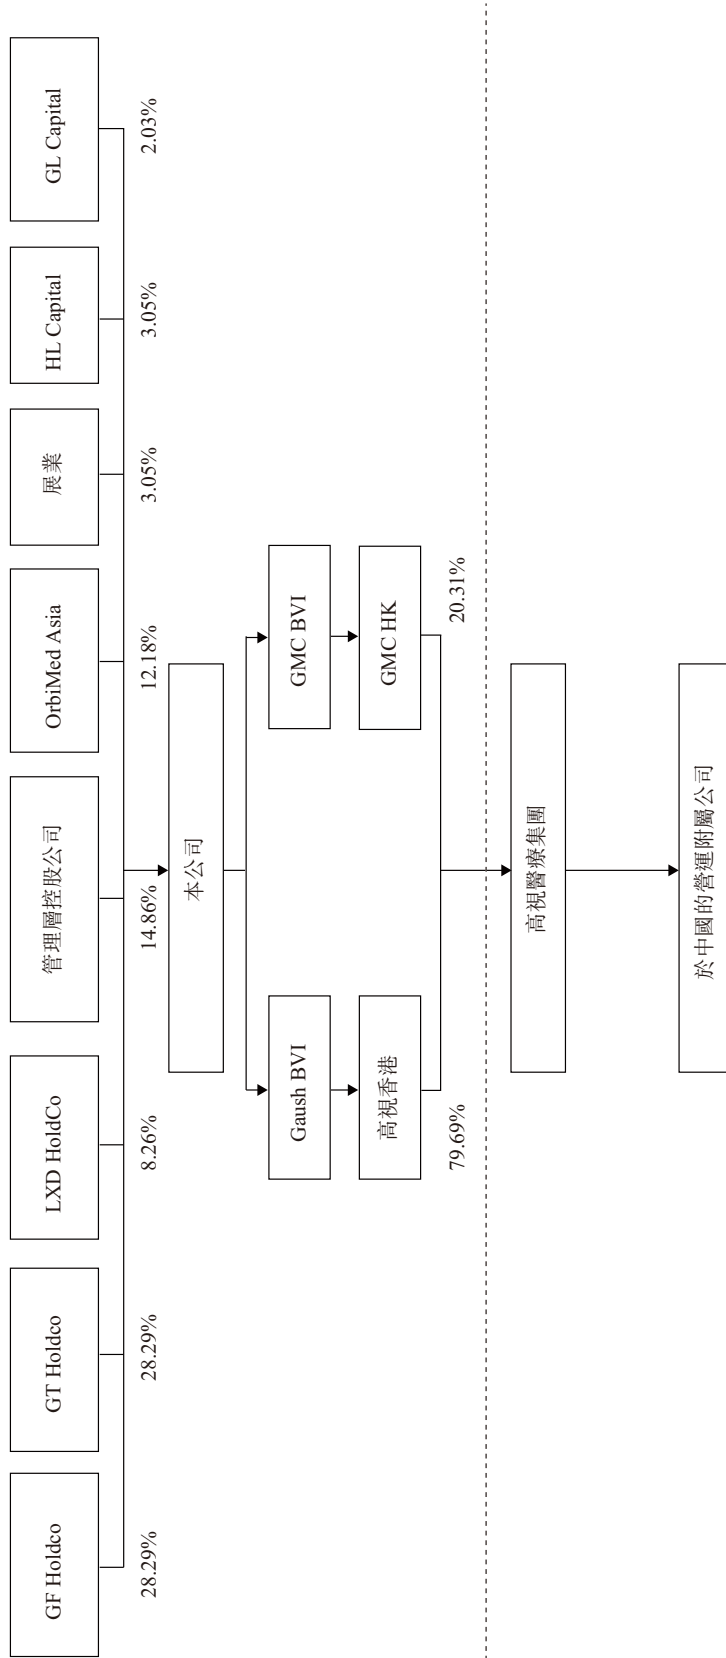 GF Holdco
GT Holdco
LXD HoldCo
管理層控股公司
OrbiMed Asia
展業
HL Capital
GL Capital
28.29%
28.29%
8.26%
14.86%
12.18%
3.05%
3.05%
2.03%
本公司
Gaush BVI
GMC BVI
高視香港
GMC HK
79.69%
20.31%
高視醫療集團
於中國的營運附屬公司